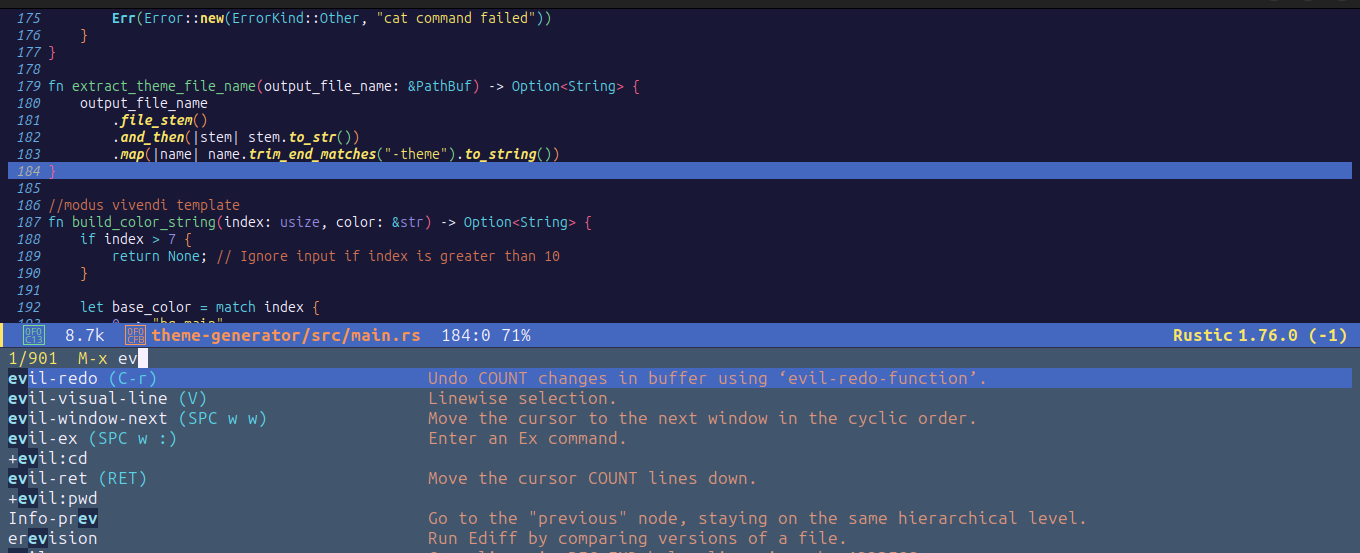 175         Err(Error::new(ErrorKind::Other, "cat command failed"))
176     }
177 }
178
179 fn extract_theme_file_name(output_file_name: &PathBuf) -> Option<String> {
180     output_file_name
181         .file_stem()
182         .and_then(|stem| stem.to_str())
183         .map(|name| name.trim_end_matches("-theme").to_string())
184 }
185
186 //modus vivendi template
187 fn build_color_string(index: usize, color: &str) -> Option<String> {
188     if index > 7 {
189         return None; // Ignore input if index is greater than 10
190     }
191
192     let base_color = match index {
0F0C13 8.7k 0F0CFB theme-generator/src/main.rs 184:0 71% Rustic 1.76.0 (-1)
1/901 M-x ev
evil-redo (C-r) Undo COUNT changes in buffer using ‘evil-redo-function’.
evil-visual-line (V) Linewise selection.
evil-window-next (SPC w w) Move the cursor to the next window in the cyclic order.
evil-ex (SPC w :) Enter an Ex command.
+evil:cd
evil-ret (RET) Move the cursor COUNT lines down.
+evil:pwd
Info-prev Go to the "previous" node, staying on the same hierarchical level.
erevision Run Ediff by comparing versions of a file.